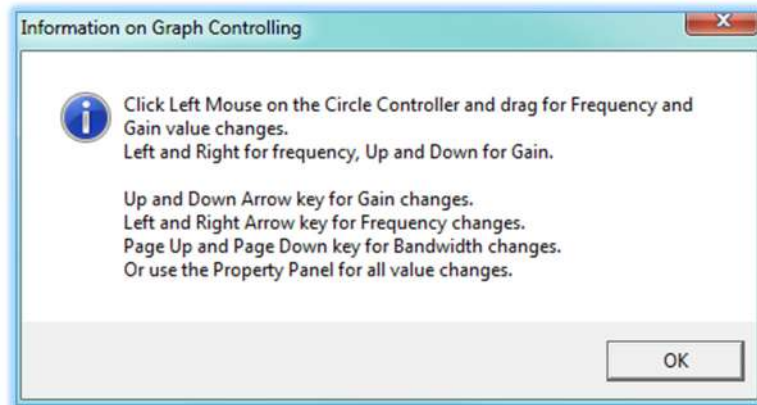 Information on Graph Controlling
Click Left Mouse on the Circle Controller and drag for Frequency and
Gain value changes.
Left and Right for frequency, Up and Down for Gain.
Up and Down Arrow key for Gain changes.
Left and Right Arrow key for Frequency changes.
Page Up and Page Down key for Bandwidth changes.
Or use the Property Panel for all value changes.
OK